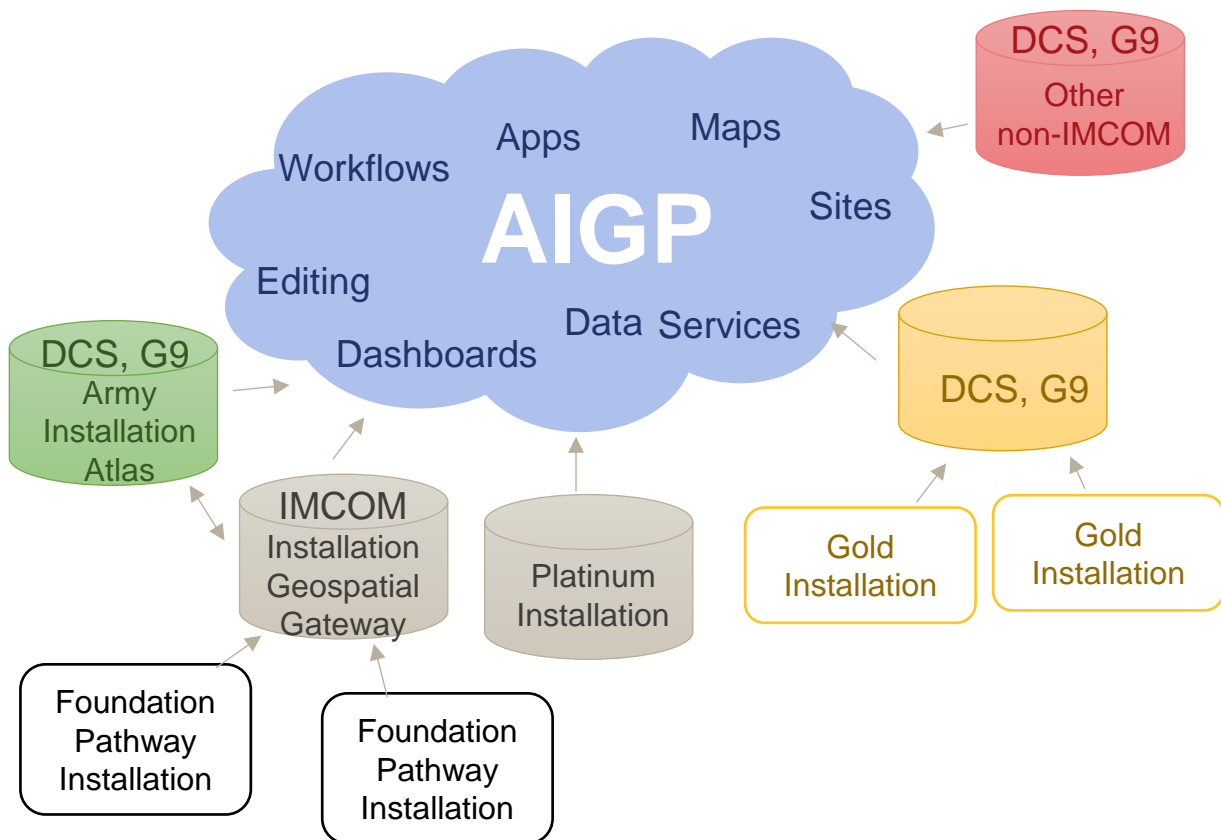 DCS, G9
Other
non-IMCOM
Apps
Maps
Workflows
Sites
AIGP
Editing
Data
Services
Dashboards
DCS, G9
Army
Installation
Atlas
DCS, G9
IMCOM
Installation
Geospatial
Gateway
Platinum
Installation
Gold
Installation
Gold
Installation
Foundation
Pathway
Installation
Foundation
Pathway
Installation